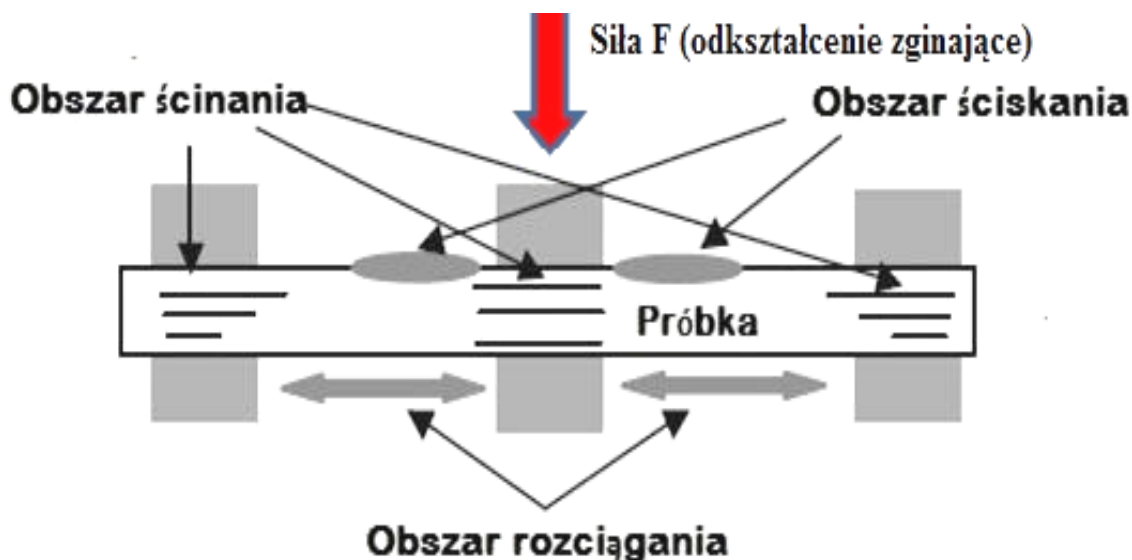 Siła F (odkształcenie zginające)
Obszar ścinania
Obszar ściskania
Próbka
Obszar rozciągania